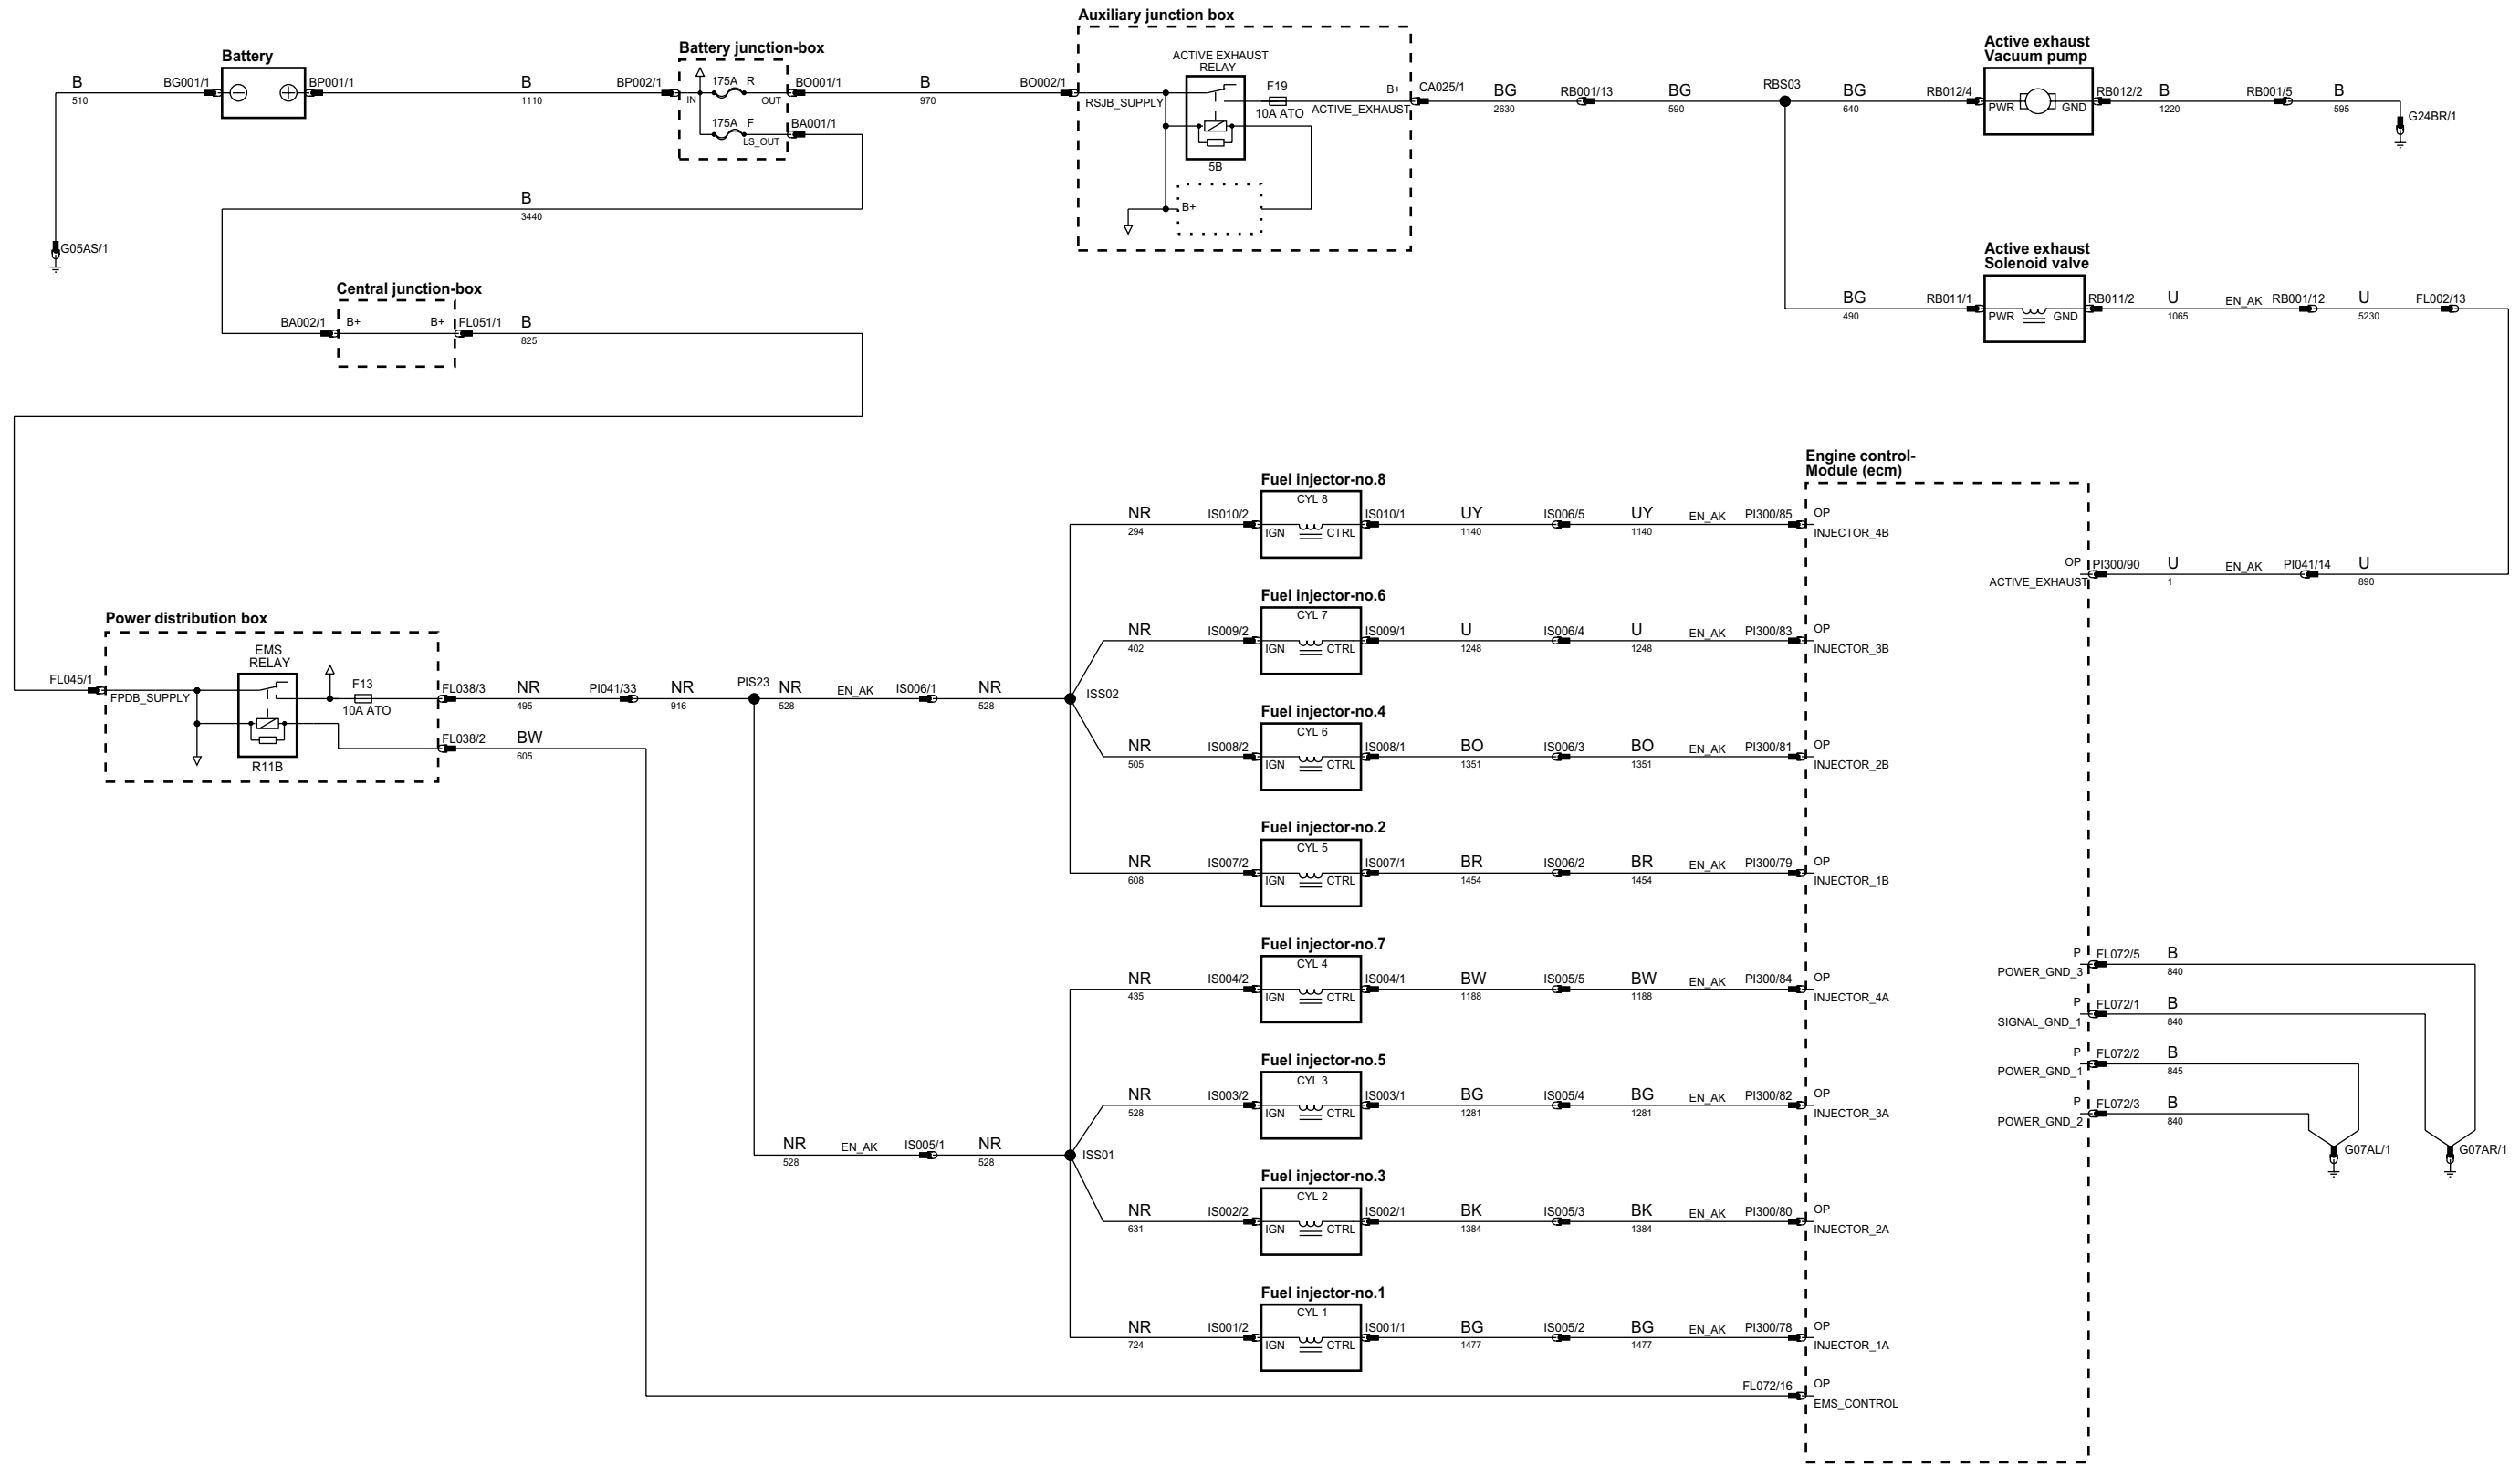 Auxiliary junction box
Battery
Battery junction-box
Active exhaust
Vacuum pump
B
510
BG001/1
BP001/1
B
1110
BP002/1
175A R
IN
OUT
BO001/1
175A F
LS_OUT
BA001/1
B
970
BO002/1
RSJB_SUPPLY
ACTIVE EXHAUST
RELAY
5B
F19
10A ATO
B+
ACTIVE_EXHAUST
B+
CA025/1
BG
2630
RB001/13
BG
590
RBS03
BG
640
RB012/4
PWR
GND
RB012/2
B
1220
RB001/5
B
595
G24BR/1
B
3440
G05AS/1
Central junction-box
BA002/1
B+
B+
FL051/1
B
825
Active exhaust
Solenoid valve
BG
490
RB011/1
PWR
GND
RB011/2
U
1065
EN_AK
RB001/12
U
5230
FL002/13
Engine control-
Module (ecm)
Fuel injector-no.8
CYL 8
NR
294
IS010/2
IGN
CTRL
IS010/1
UY
1140
IS006/5
UY
1140
EN_AK
PI300/85
OP
INJECTOR_4B
OP
ACTIVE_EXHAUST
PI300/90
U
1
EN_AK
PI041/14
U
890
Fuel injector-no.6
CYL 7
NR
402
IS009/2
IGN
CTRL
IS009/1
U
1248
IS006/4
U
1248
EN_AK
PI300/83
OP
INJECTOR_3B
Power distribution box
EMS
RELAY
FL045/1
FPDB_SUPPLY
R11B
F13
10A ATO
FL038/3
NR
495
PI041/33
NR
916
PIS23
NR
528
EN_AK
IS006/1
NR
528
ISS02
FL038/2
BW
605
Fuel injector-no.4
CYL 6
NR
505
IS008/2
IGN
CTRL
IS008/1
BO
1351
IS006/3
BO
1351
EN_AK
PI300/81
OP
INJECTOR_2B
Fuel injector-no.2
CYL 5
NR
608
IS007/2
IGN
CTRL
IS007/1
BR
1454
IS006/2
BR
1454
EN_AK
PI300/79
OP
INJECTOR_1B
Fuel injector-no.7
CYL 4
NR
435
IS004/2
IGN
CTRL
IS004/1
BW
1188
IS005/5
BW
1188
EN_AK
PI300/84
OP
INJECTOR_4A
P
POWER_GND_3
FL072/5
B
840
P
SIGNAL_GND_1
FL072/1
B
840
P
POWER_GND_1
FL072/2
B
845
P
POWER_GND_2
FL072/3
B
840
G07AL/1
G07AR/1
Fuel injector-no.5
CYL 3
NR
528
IS003/2
IGN
CTRL
IS003/1
BG
1281
IS005/4
BG
1281
EN_AK
PI300/82
OP
INJECTOR_3A
NR
528
EN_AK
IS005/1
NR
528
ISS01
Fuel injector-no.3
CYL 2
NR
631
IS002/2
IGN
CTRL
IS002/1
BK
1384
IS005/3
BK
1384
EN_AK
PI300/80
OP
INJECTOR_2A
Fuel injector-no.1
CYL 1
NR
724
IS001/2
IGN
CTRL
IS001/1
BG
1477
IS005/2
BG
1477
EN_AK
PI300/78
OP
INJECTOR_1A
FL072/16
OP
EMS_CONTROL